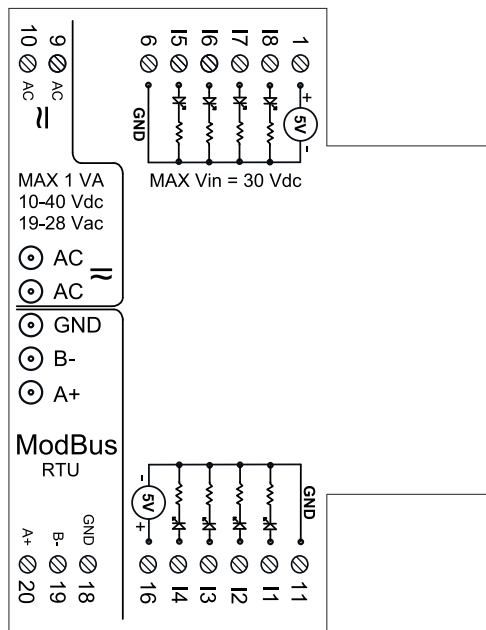 10 9 6 I5 I6 I7 I8 1
AC AC
≂
GND
+
5V
-
MAX 1 VA
10-40 Vdc
19-28 Vac
MAX Vin = 30 Vdc
AC
≂
AC
GND
B-
A+
ModBus
RTU
-
5V
+
GND
A+ B- GND
20 19 18 16 I4 I3 I2 I1 11